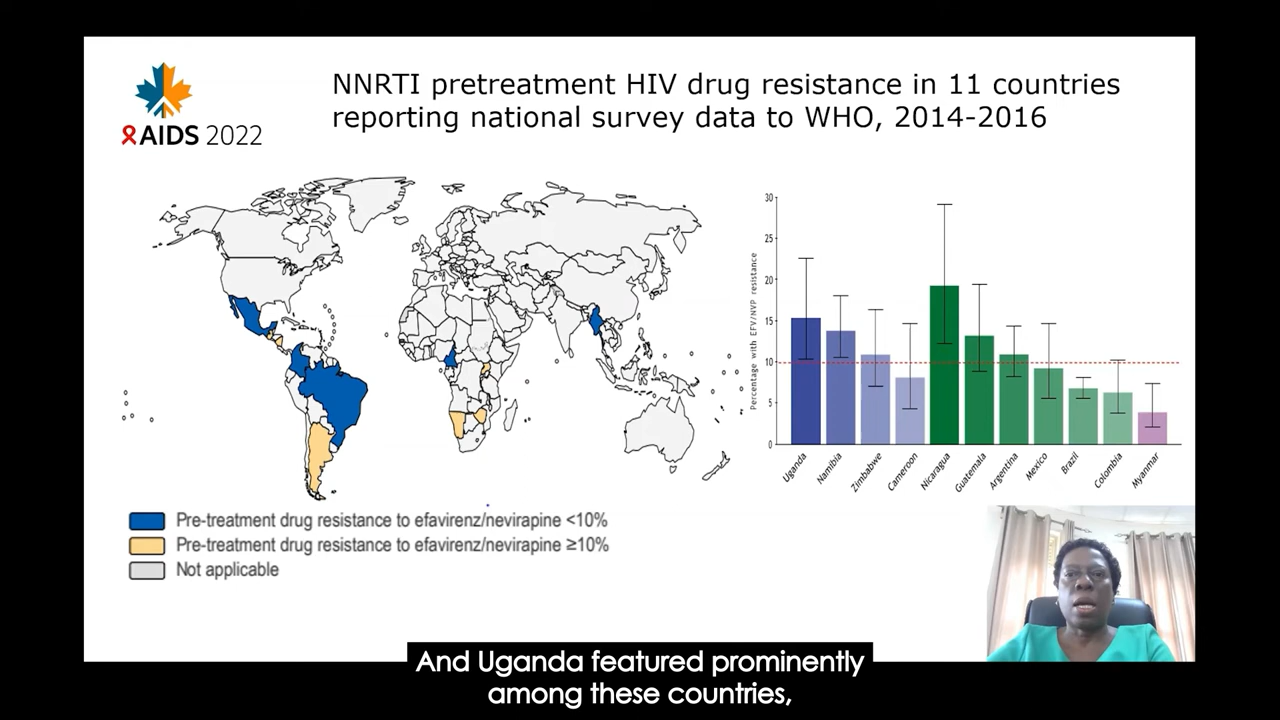 AIDS 2022
NNRTI pretreatment HIV drug resistance in 11 countries
reporting national survey data to WHO, 2014-2016
Pre-treatment drug resistance to efavirenz/nevirapine <10%
Pre-treatment drug resistance to efavirenz/nevirapine ≥10%
Not applicable
Percentage with EFV/NVP resistance
30
25
20
15
10
5
0
Uganda
Namibia
Zimbabwe
Cameroon
Nicaragua
Guatemala
Argentina
Mexico
Brazil
Colombia
Myanmar
And Uganda featured prominently
among these countries,